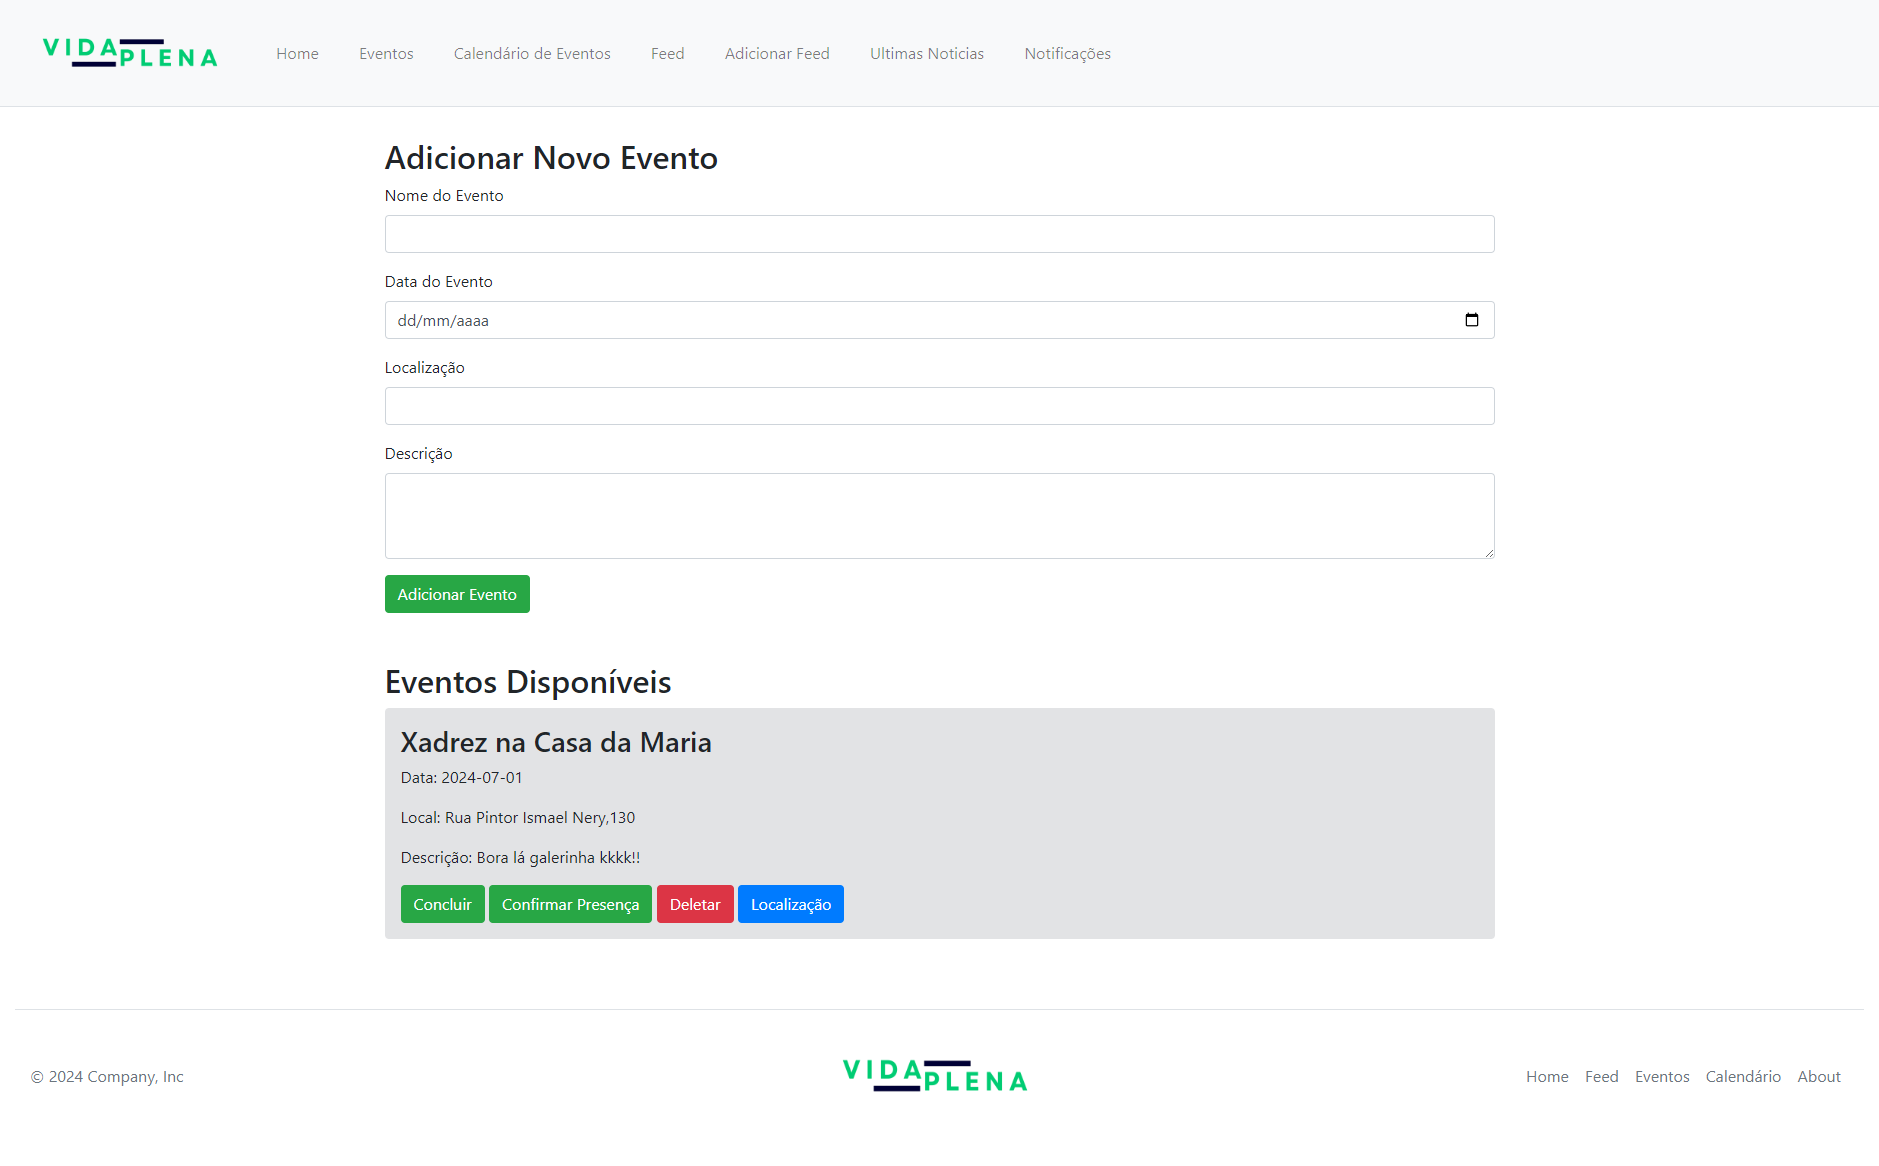 VIDA PLENA
Home Eventos Calendário de Eventos Feed Adicionar Feed Ultimas Noticias Notificações
Adicionar Novo Evento
Nome do Evento
Data do Evento
dd/mm/aaaa
Localização
Descrição
Adicionar Evento
Eventos Disponíveis
Xadrez na Casa da Maria
Data: 2024-07-01
Local: Rua Pintor Ismael Nery,130
Descrição: Bora lá galerinha kkkk!!
Concluir Confirmar Presença Deletar Localização
© 2024 Company, Inc
VIDA PLENA
Home Feed Eventos Calendário About